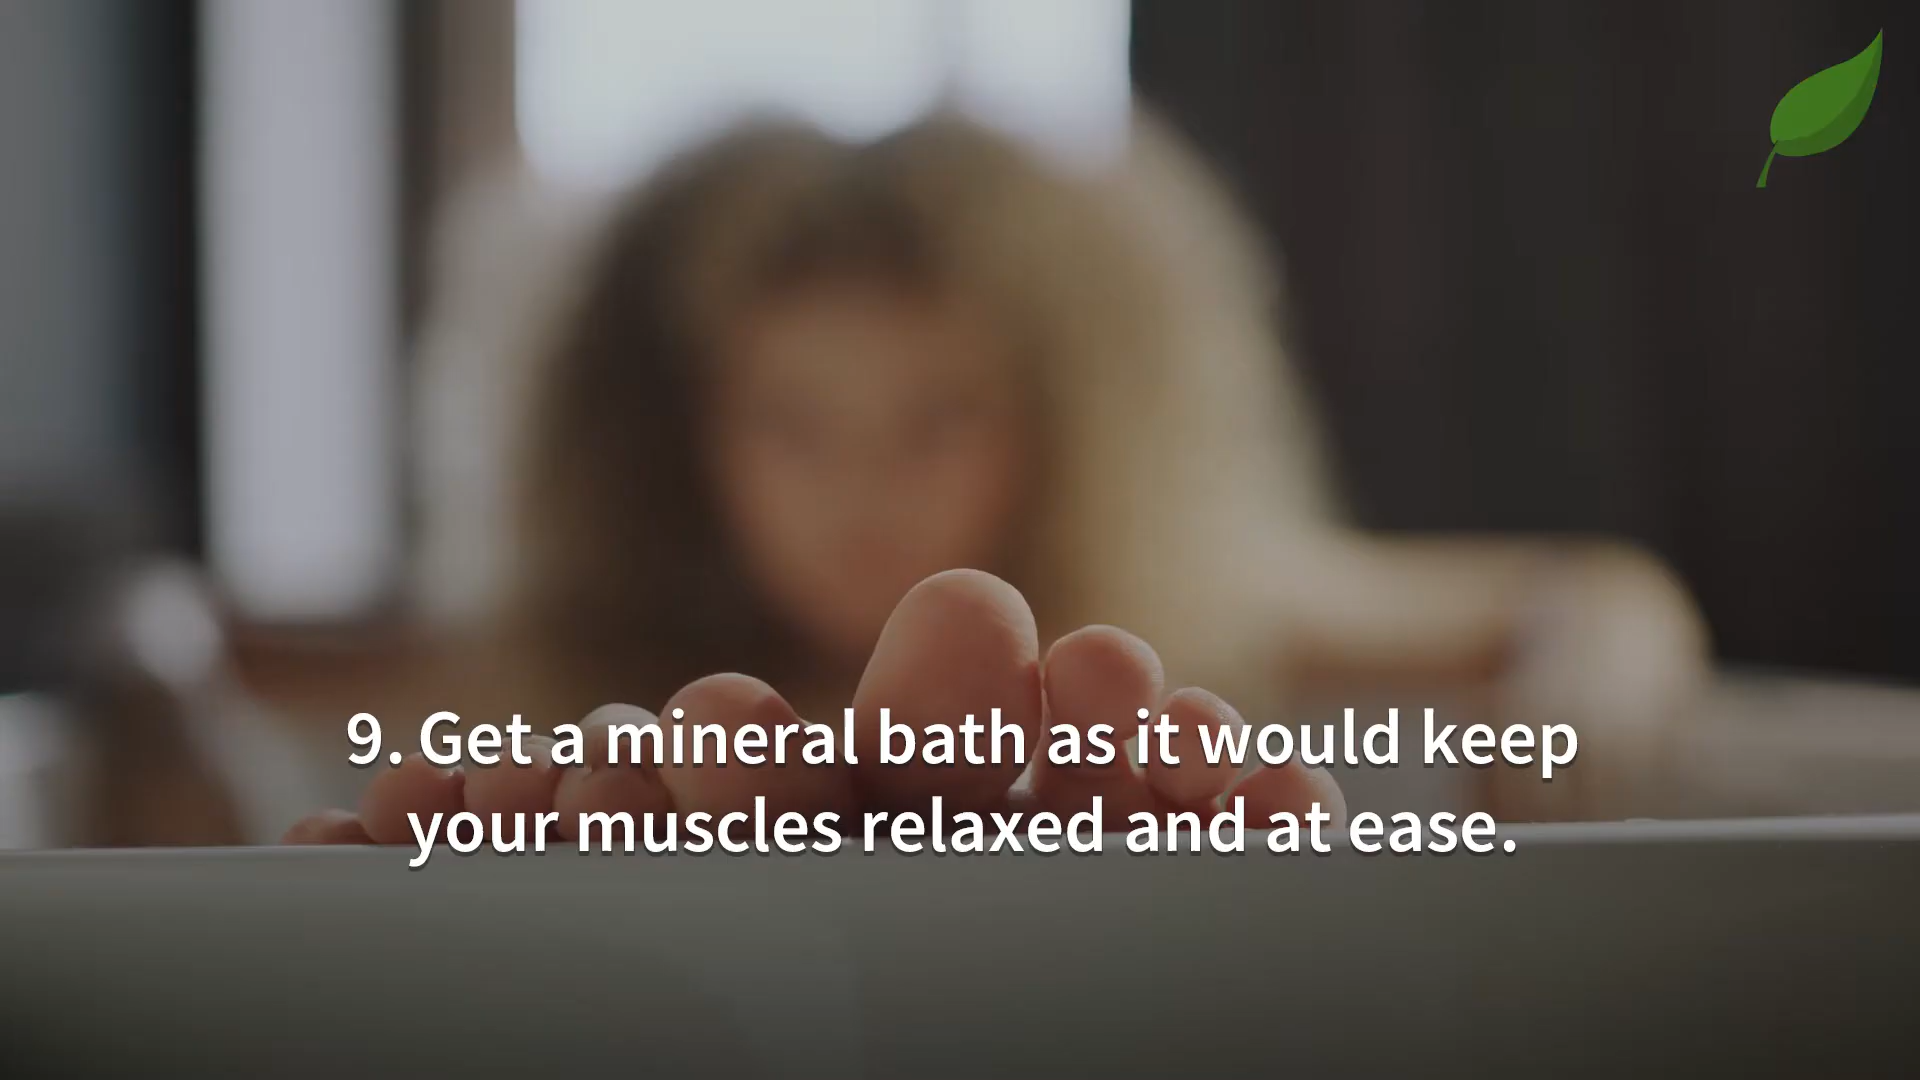 9. Get a mineral bath as it would keep
your muscles relaxed and at ease.